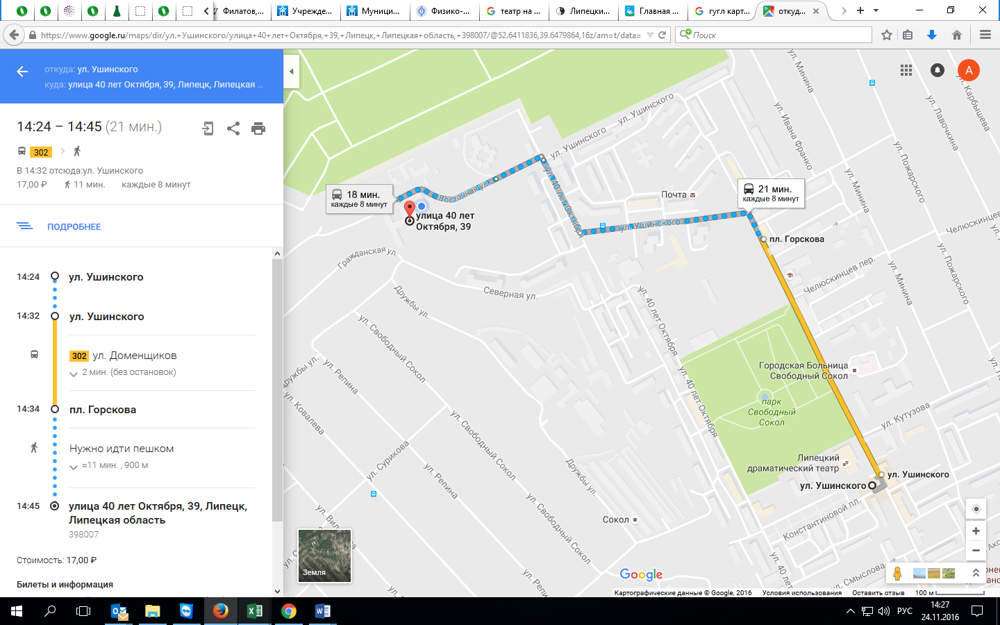 Филатов,...
Учрежде...
Муници...
Физико-...
театр на ...
Липецки...
Главная ...
гугл карт...
откуд...
https://www.google.ru/maps/dir/ул.+Ушинского/улица+40+лет+Октября,+39,+Липецк,+Липецкая+область,+398007/@52.6411836,39.6479864,16z/am=t/data=
Поиск
откуда: ул. Ушинского
куда: улица 40 лет Октября, 39, Липецк, Липецкая ...
14:24 – 14:45 (21 мин.)
302
В 14:32 отсюда:ул. Ушинского
17,00 ₽ 11 мин. каждые 8 минут
ПОДРОБНЕЕ
14:24 ул. Ушинского
14:32 ул. Ушинского
302 ул. Доменщиков
2 мин. (без остановок)
14:34 пл. Горскова
Нужно идти пешком
≈11 мин. , 900 м
14:45 улица 40 лет Октября, 39, Липецк,
Липецкая область
398007
Стоимость: 17,00 ₽
Билеты и информация
A
ул. Минина
ул. Ивана Франко
ул. Лавочкина
ул. Карбышева
ул. Ушинского
ул. Ушинского
ул. Минина
ул. Пожарского
18 мин.
каждые 8 минут
Восточная ул.
ул. 40 лет Октября
Почта
21 мин.
каждые 8 минут
улица 40 лет
Октября, 39
ул. Ушинского
пл. Горскова
Челюскинцев
Гражданская ул.
Челюскинцев пер.
ул. Минина
ул. Пожарского
Северная ул.
Дружбы ул.
ул. 40 лет Октября
ул. Свободный Сокол
Дружбы ул.
ул. Репина
Городская Больница
Свободный Сокол
ул. 40 лет Октября
парк
Свободный
Сокол
ул. Ковалева
ул. Свободный Сокол
ул. Кутузова
ул. Сурикова
ул. Репина
Дружбы ул.
Липецкий
драматический театр
ул. Ушинского
ул. Ушинского
Константиновой пл.
Сокол
ул. Свободный Сокол
ул. Репина
ул. 40 лет
ул. Смыслова
Земля
Google
Картографические данные © Google, 2016 Условия использования Оставить отзыв 100 м
РУС
14:27
24.11.2016